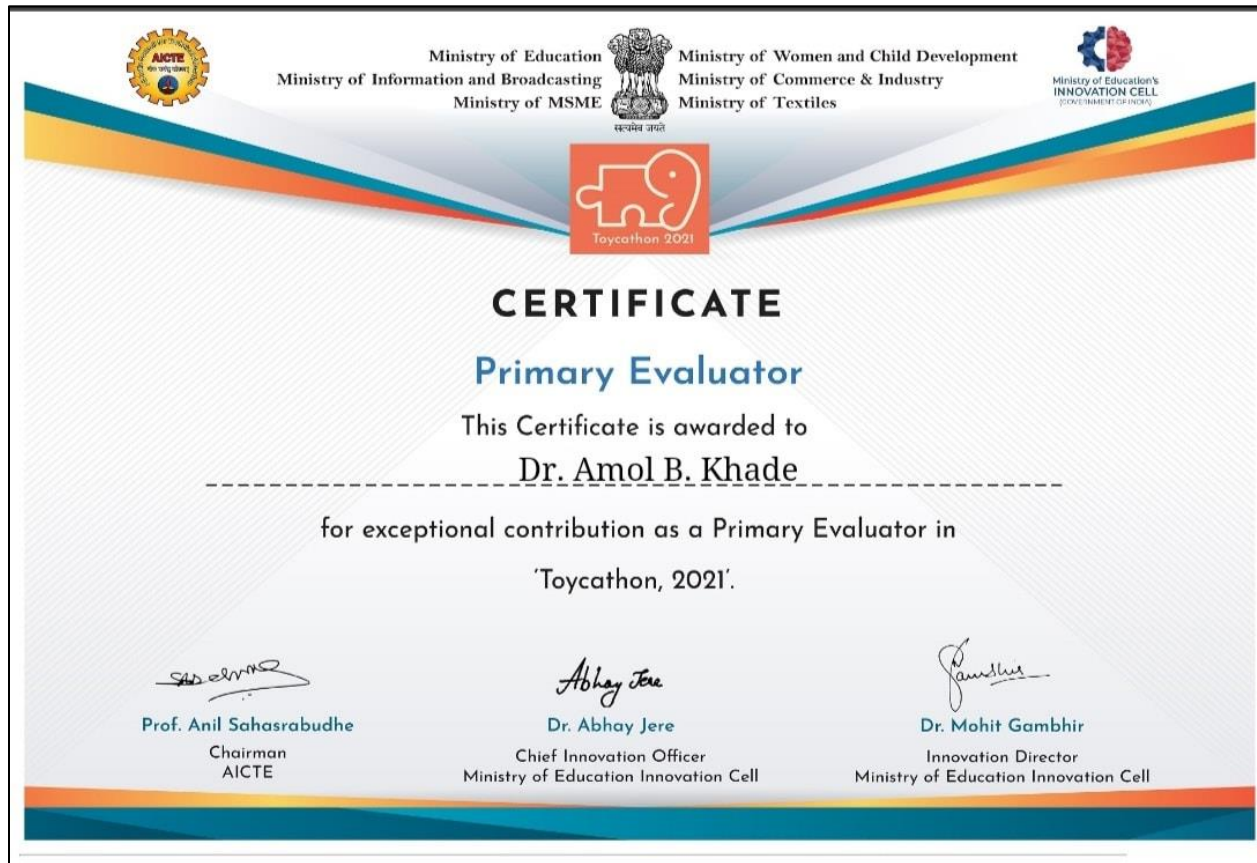 AICTE
Ministry of Education
Ministry of Information and Broadcasting
Ministry of MSME
सत्यमेव जयते
Ministry of Women and Child Development
Ministry of Commerce & Industry
Ministry of Textiles
Ministry of Education's
INNOVATION CELL
(GOVERNMENT OF INDIA)
Toycathon 2021
CERTIFICATE
Primary Evaluator
This Certificate is awarded to
Dr. Amol B. Khade
for exceptional contribution as a Primary Evaluator in
'Toycathon, 2021'.
Abhay Jere
Prof. Anil Sahasrabudhe
Chairman
AICTE
Dr. Abhay Jere
Chief Innovation Officer
Ministry of Education Innovation Cell
Dr. Mohit Gambhir
Innovation Director
Ministry of Education Innovation Cell